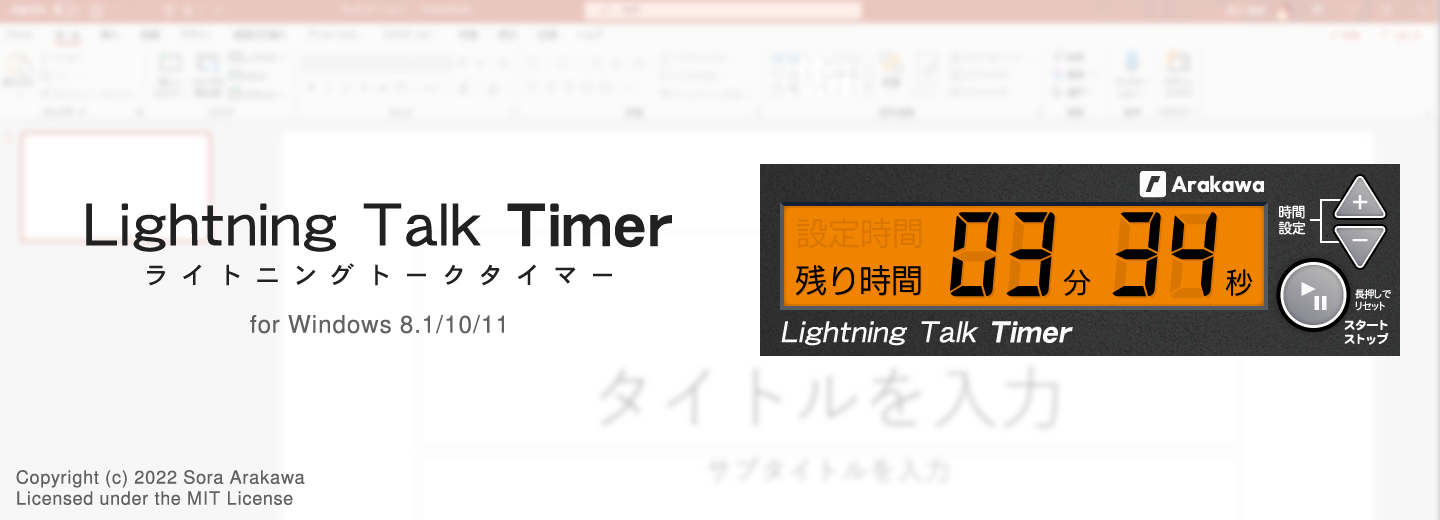 Lightning Talk Timer
ライトニングトークタイマー
for Windows 8.1/10/11
Arakawa
設定時間
残り時間 03分 34秒
Lightning Talk Timer
時間
設定
+
−
長押しで
リセット
スタート
ストップ
タイトルを入力
サブタイトルを入力
Copyright (c) 2022 Sora Arakawa
Licensed under the MIT License